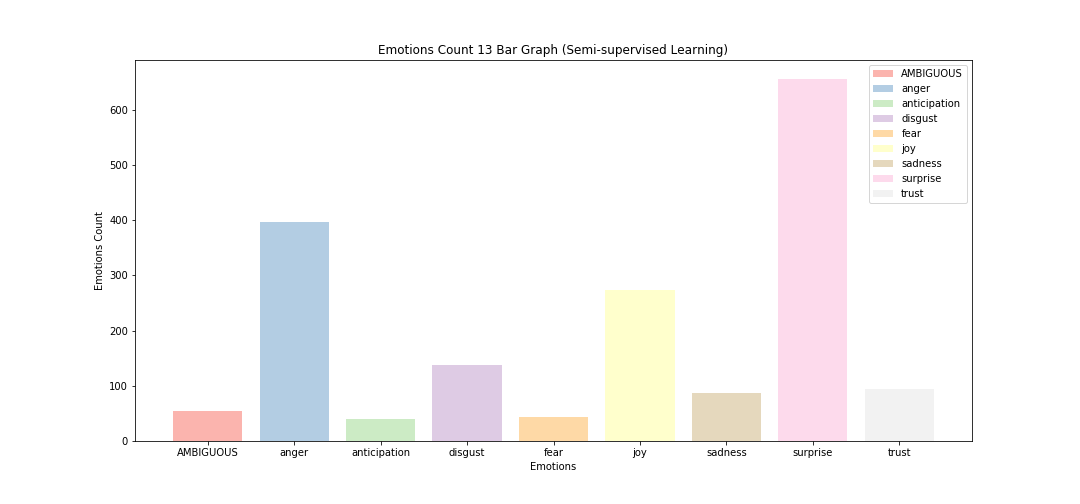 Emotions Count 13 Bar Graph (Semi-supervised Learning)
AMBIGUOUS
anger
anticipation
disgust
fear
joy
sadness
surprise
trust
600
500
400
300
200
100
0
Emotions Count
AMBIGUOUS anger anticipation disgust fear joy sadness surprise trust
Emotions